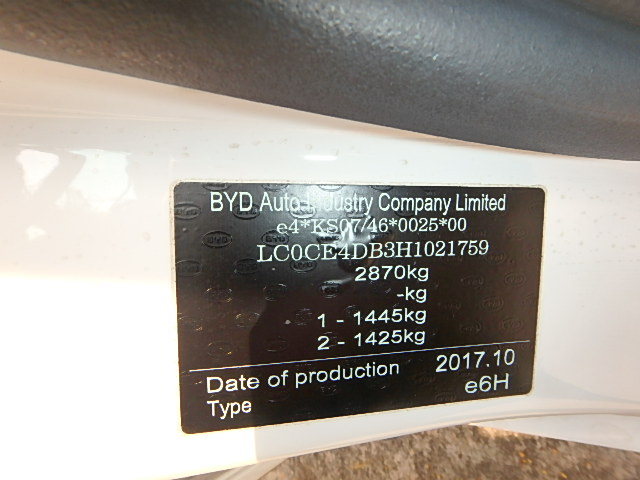 BYD Auto Industry Company Limited
e4*KS07/46*0025*00
LC0CE4DB3H1021759
2870kg
-kg
1 - 1445kg
2 - 1425kg
Date of production 2017.10
Type e6H